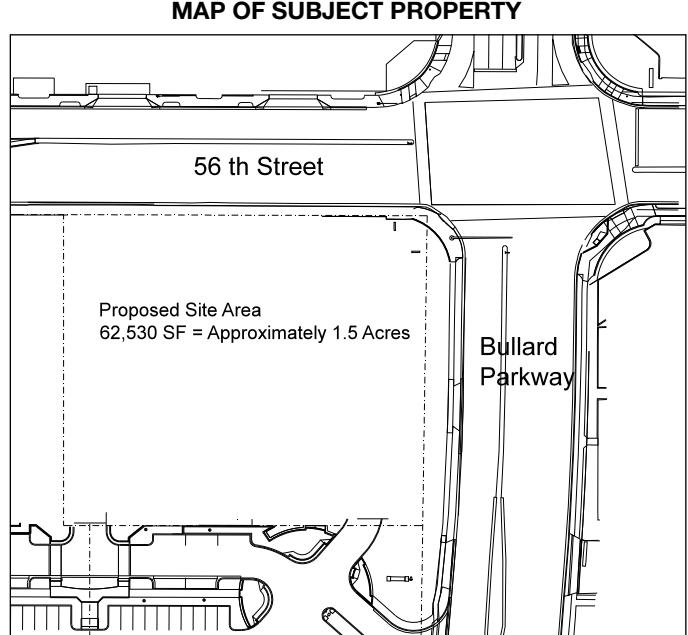 MAP OF SUBJECT PROPERTY
56 th Street
Proposed Site Area
62,530 SF = Approximately 1.5 Acres
Bullard
Parkway